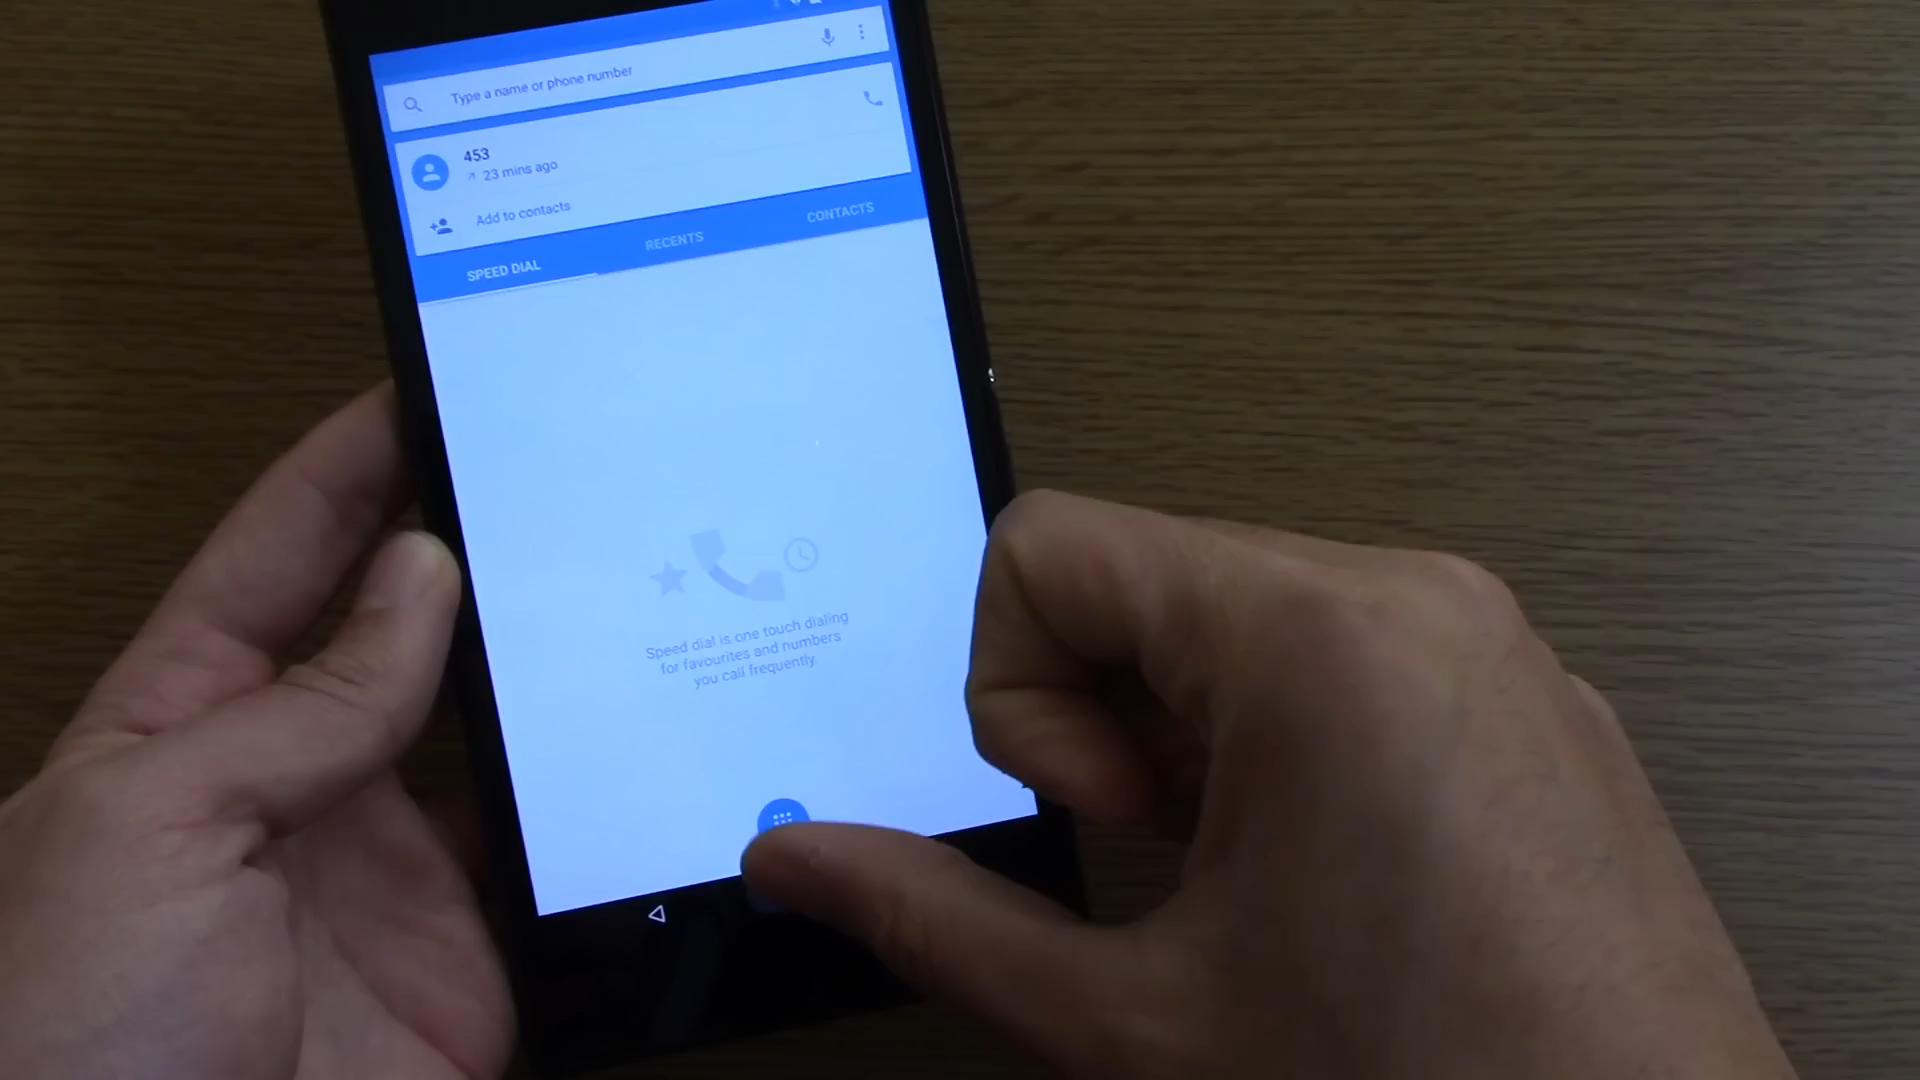 Type a name or phone number
453
23 mins ago
Add to contacts
SPEED DIAL
RECENTS
CONTACTS
Speed dial is one touch dialing
for favourites and numbers
you call frequently